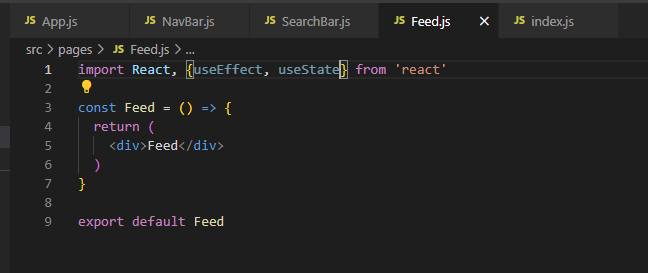 JS App.js JS NavBar.js JS SearchBar.js JS Feed.js × JS index.js
src > pages > JS Feed.js > ...
1 import React, {useEffect, useState} from 'react'
2
3 const Feed = () => {
4   return (
5     <div>Feed</div>
6   )
7 }
8
9 export default Feed